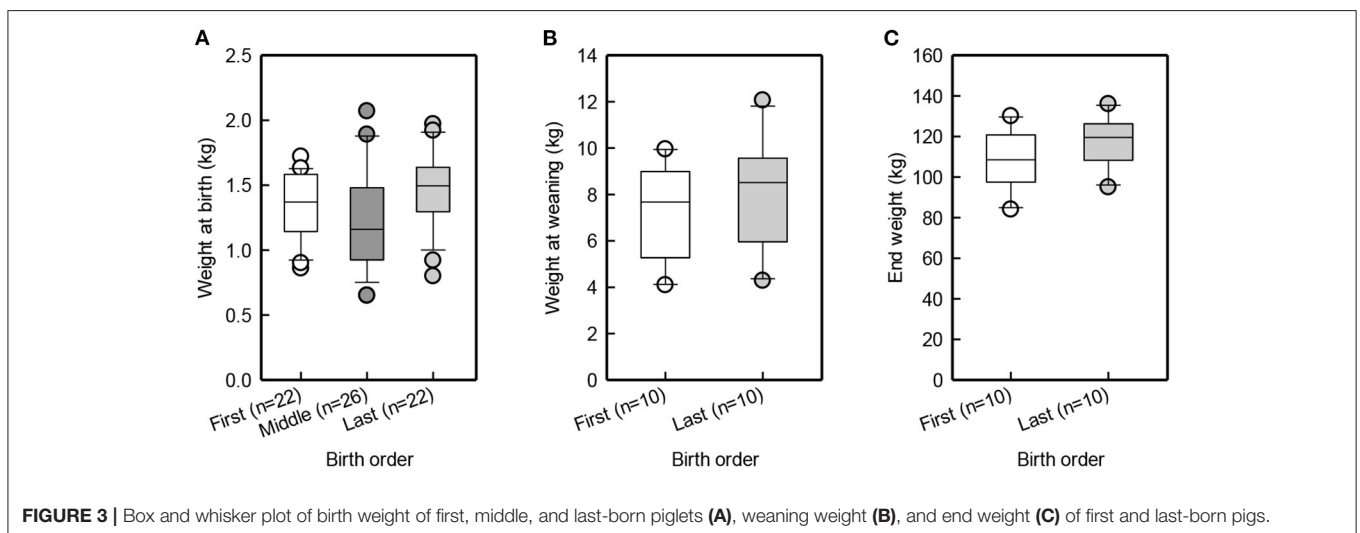 A
Weight at birth (kg)
2.5
2.0
1.5
1.0
0.5
0.0
First (n=22)
Middle (n=26)
Last (n=22)
Birth order
B
Weight at weaning (kg)
14
12
10
8
6
4
2
0
First (n=10)
Last (n=10)
Birth order
C
End weight (kg)
160
140
120
100
80
60
40
20
0
First (n=10)
Last (n=10)
Birth order
FIGURE 3 | Box and whisker plot of birth weight of first, middle, and last-born piglets (A), weaning weight (B), and end weight (C) of first and last-born pigs.